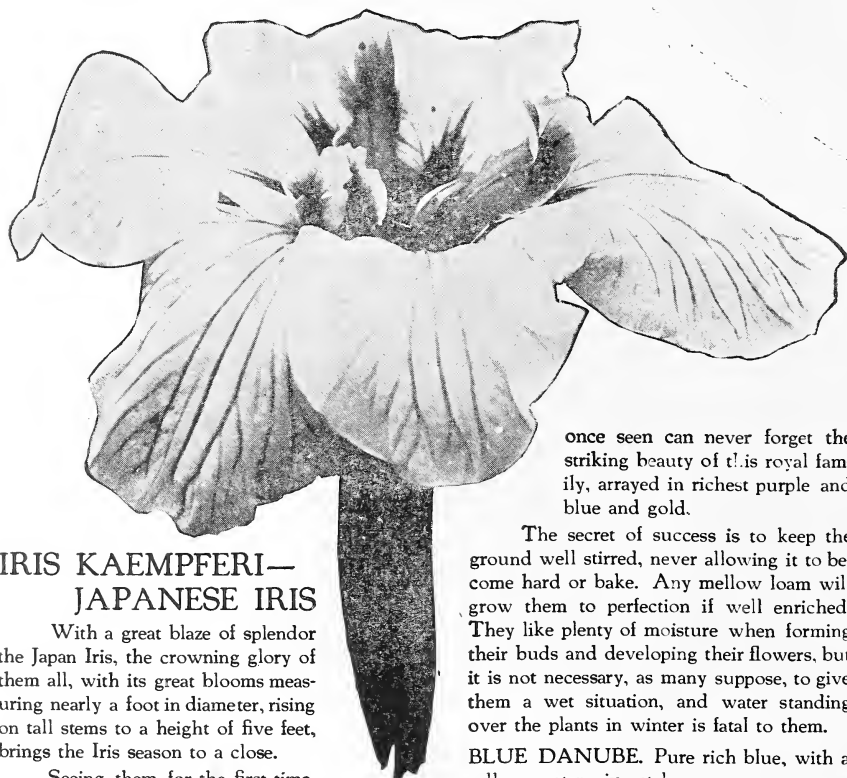 IRIS KAEMPFERI—
JAPANESE IRIS
With a great blaze of splendor
the Japan Iris, the crowning glory of
them all, with its great blooms meas-
uring nearly a foot in diameter, rising
on tall stems to a height of five feet,
brings the Iris season to a close.
Seeing them for the first time
once seen can never forget the
striking beauty of this royal fam
ily, arrayed in richest purple and
blue and gold.
The secret of success is to keep the
ground well stirred, never allowing it to be
come hard or bake. Any mellow loam wil
grow them to perfection if well enriched
They like plenty of moisture when forming
their buds and developing their flowers, but
it is not necessary, as many suppose, to give
them a wet situation, and water standing
over the plants in winter is fatal to them.
BLUE DANUBE. Pure rich blue, with a